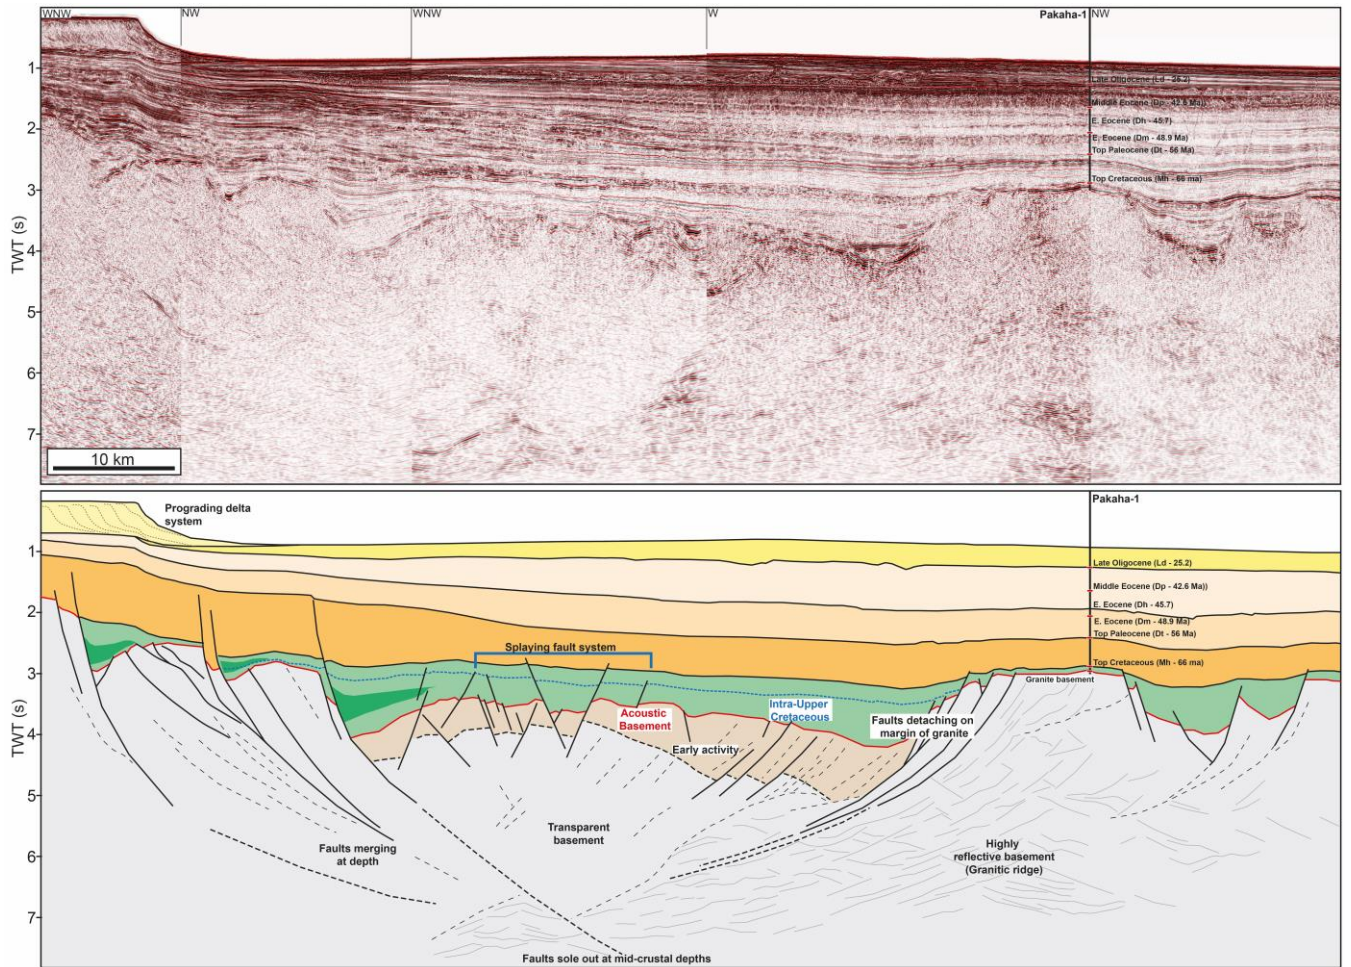 WNW
NW
WNW
W
Pakaha-1
NW
Late Oligocene (Ld - 25.2)
Middle Eocene (Dp - 42.6 Ma))
E. Eocene (Dh - 45.7)
E. Eocene (Dm - 48.9 Ma)
Top Paleocene (Dt - 56 Ma)
Top Cretaceous (Mh - 66 ma)
TWT (s)
1
2
3
4
5
6
7
10 km
Pakaha-1
Prograding delta
system
Late Oligocene (Ld - 25.2)
Middle Eocene (Dp - 42.6 Ma))
E. Eocene (Dh - 45.7)
E. Eocene (Dm - 48.9 Ma)
Top Paleocene (Dt - 56 Ma)
Top Cretaceous (Mh - 66 ma)
Splaying fault system
Granite basement
Acoustic
Basement
Intra-Upper
Cretaceous
Faults detaching on
margin of granite
Early activity
Transparent
basement
Faults merging
at depth
Highly
reflective basement
(Granitic ridge)
Faults sole out at mid-crustal depths
TWT (s)
1
2
3
4
5
6
7